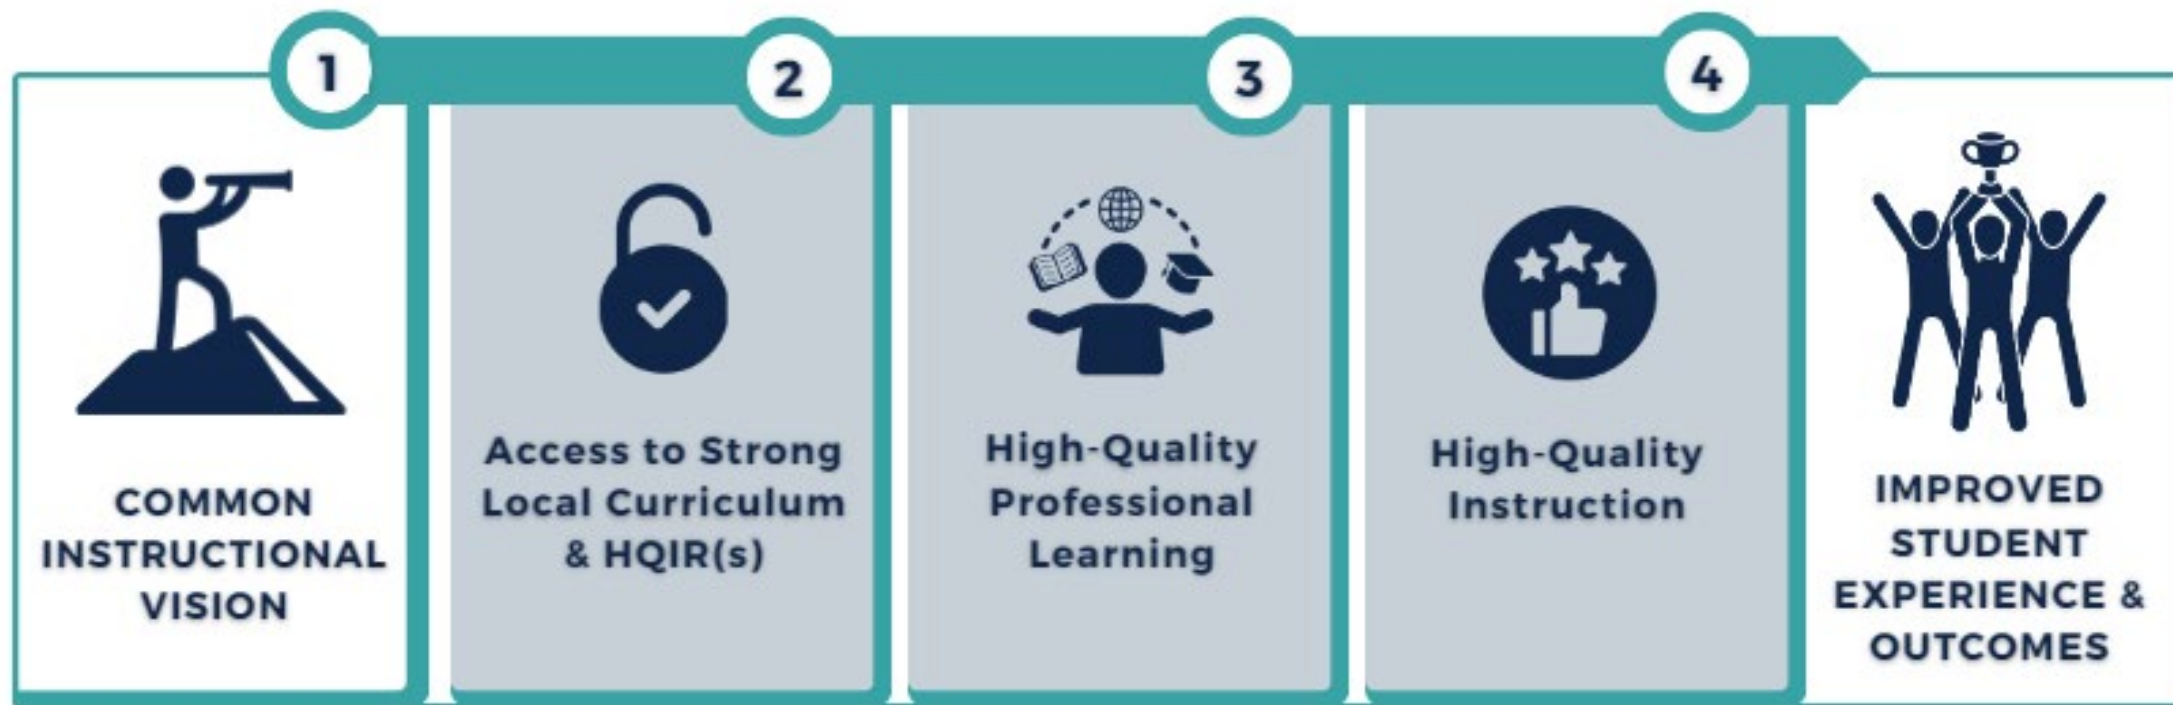 1
COMMON
INSTRUCTIONAL
VISION
2
Access to Strong
Local Curriculum
& HQIR(s)
3
High-Quality
Professional
Learning
4
High-Quality
Instruction
IMPROVED
STUDENT
EXPERIENCE &
OUTCOMES